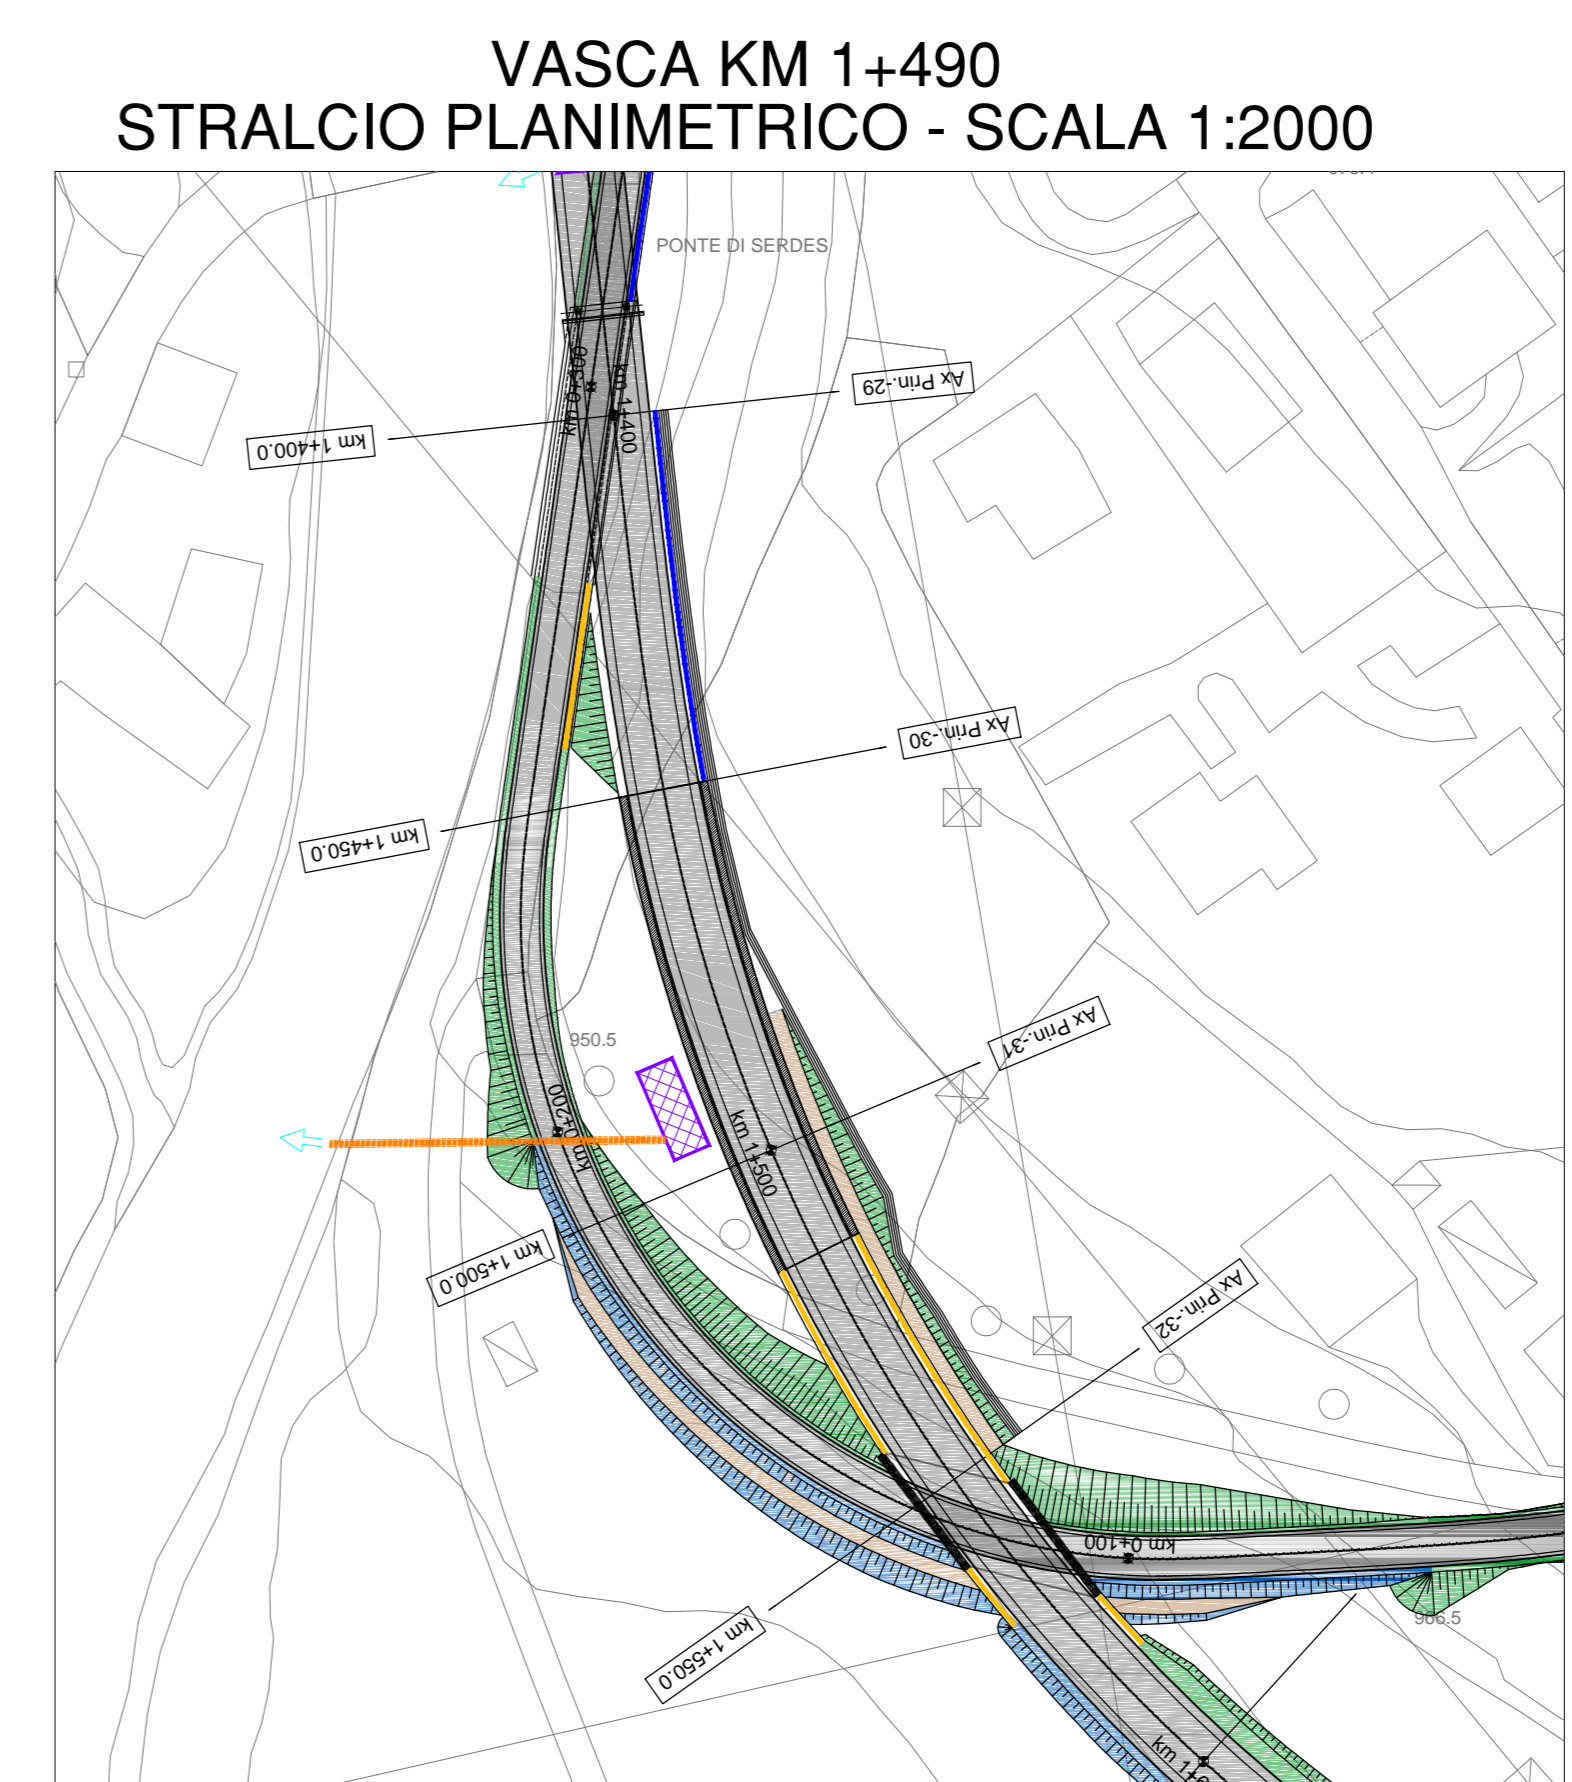 VASCA KM 1+490
STRALCIO PLANIMETRICO - SCALA 1:2000
PONTE DI SERDES
km 0+300
km 1+400
Ax Prin.-29
km 1+400.0
Ax Prin.-30
km 1+450.0
Ax Prin.-31
950.5
km 0+200
km 1+500
km 1+500.0
Ax Prin.-32
km 0+100
966.5
km 1+550.0